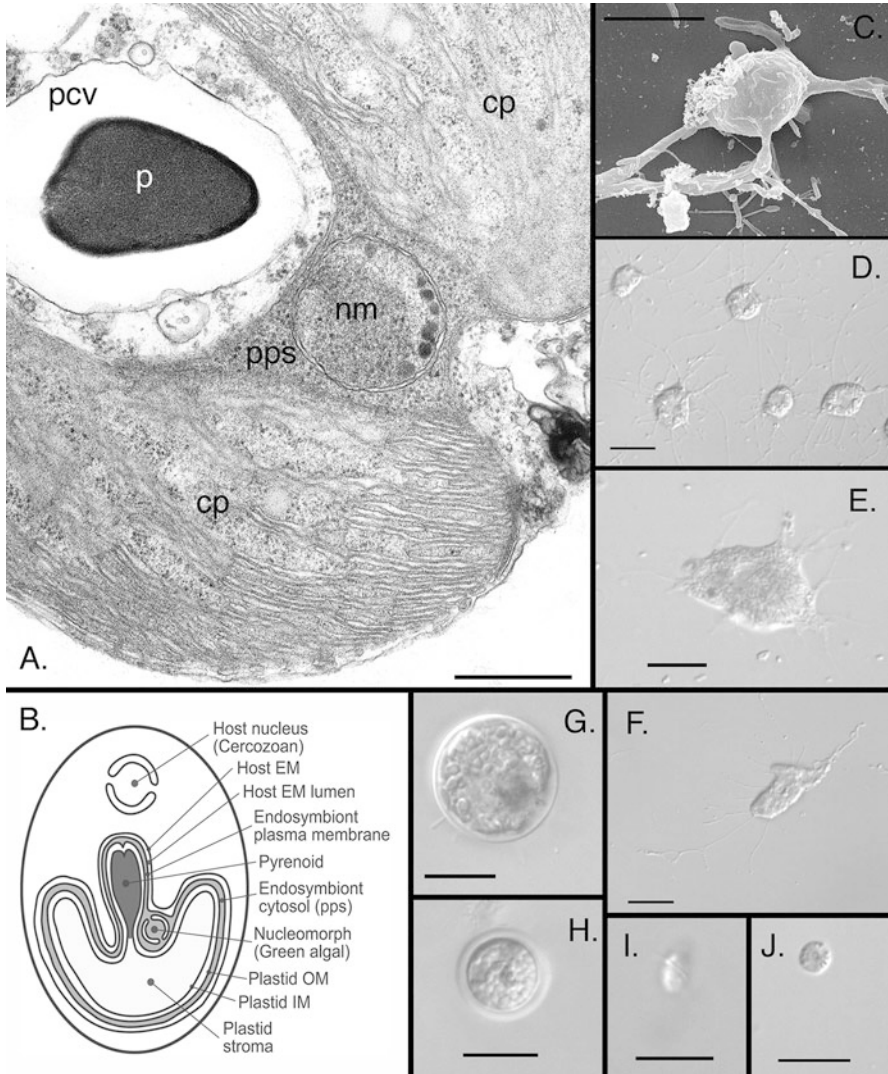 pcv
p
cp
nm
pps
cp
A.
C.
D.
E.
B.
Host nucleus
(Cercozoan)
Host EM
Host EM lumen
Endosymbiont
plasma membrane
Pyrenoid
Endosymbiont
cytosol (pps)
Nucleomorph
(Green algal)
Plastid OM
Plastid IM
Plastid
stroma
G.
F.
H.
I.
J.